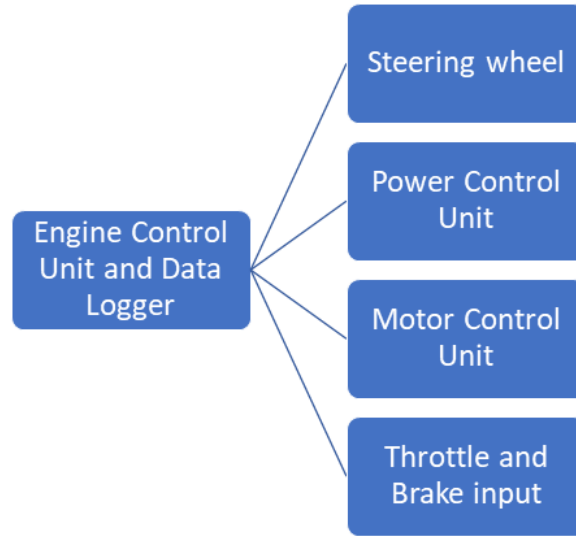 Steering wheel
Power Control
Unit
Engine Control
Unit and Data
Logger
Motor Control
Unit
Throttle and
Brake input